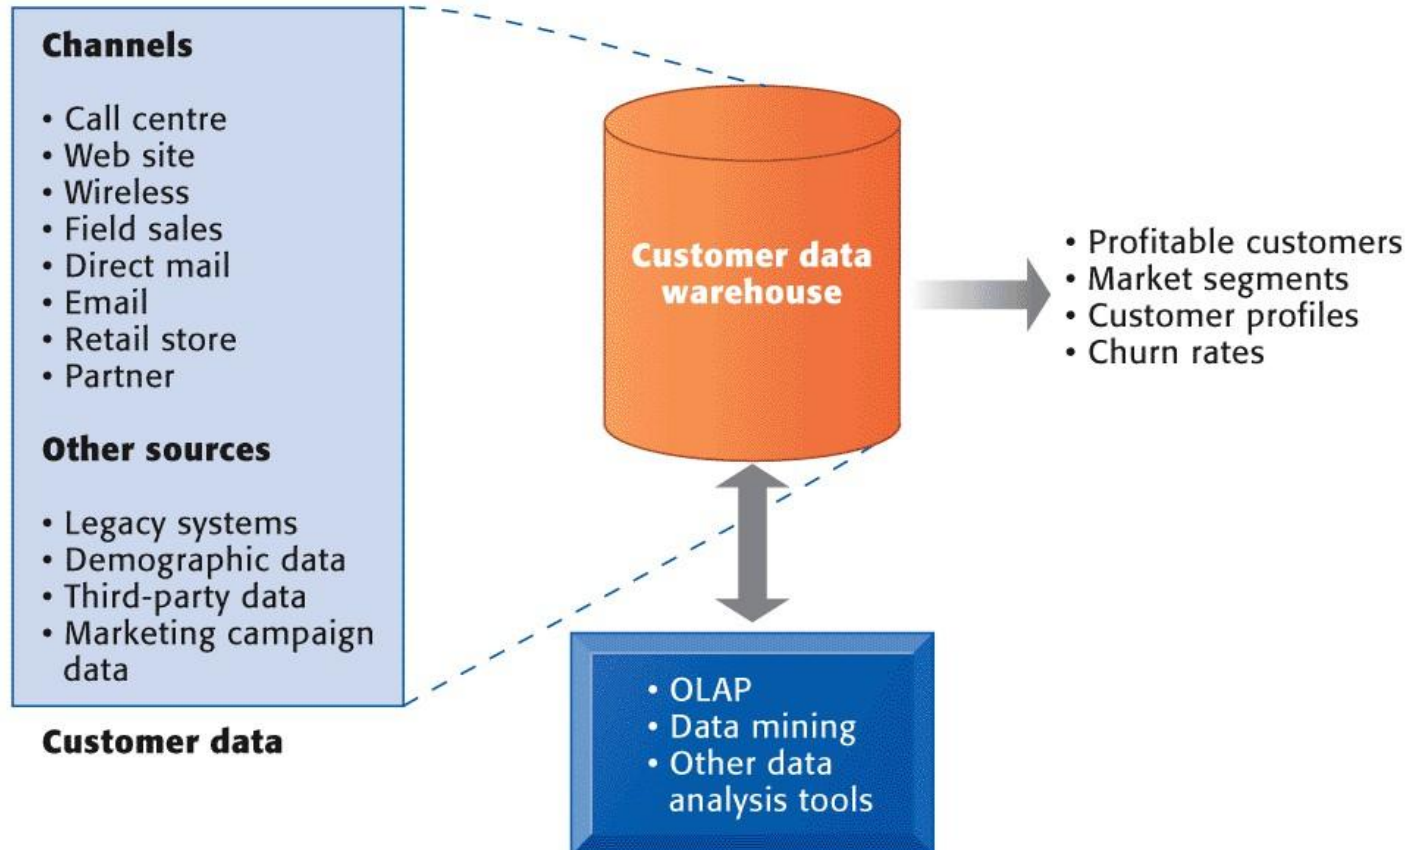 Channels
• Call centre
• Web site
• Wireless
• Field sales
• Direct mail
• Email
• Retail store
• Partner
Other sources
• Legacy systems
• Demographic data
• Third-party data
• Marketing campaign
data
Customer data
Customer data
warehouse
• Profitable customers
• Market segments
• Customer profiles
• Churn rates
• OLAP
• Data mining
• Other data
analysis tools